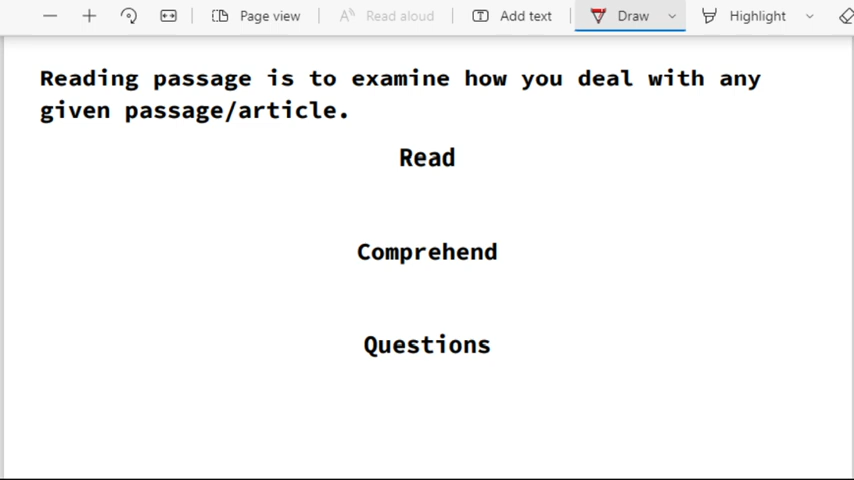 Page view Read aloud Add text Draw Highlight
Reading passage is to examine how you deal with any
given passage/article.
Read
Comprehend
Questions